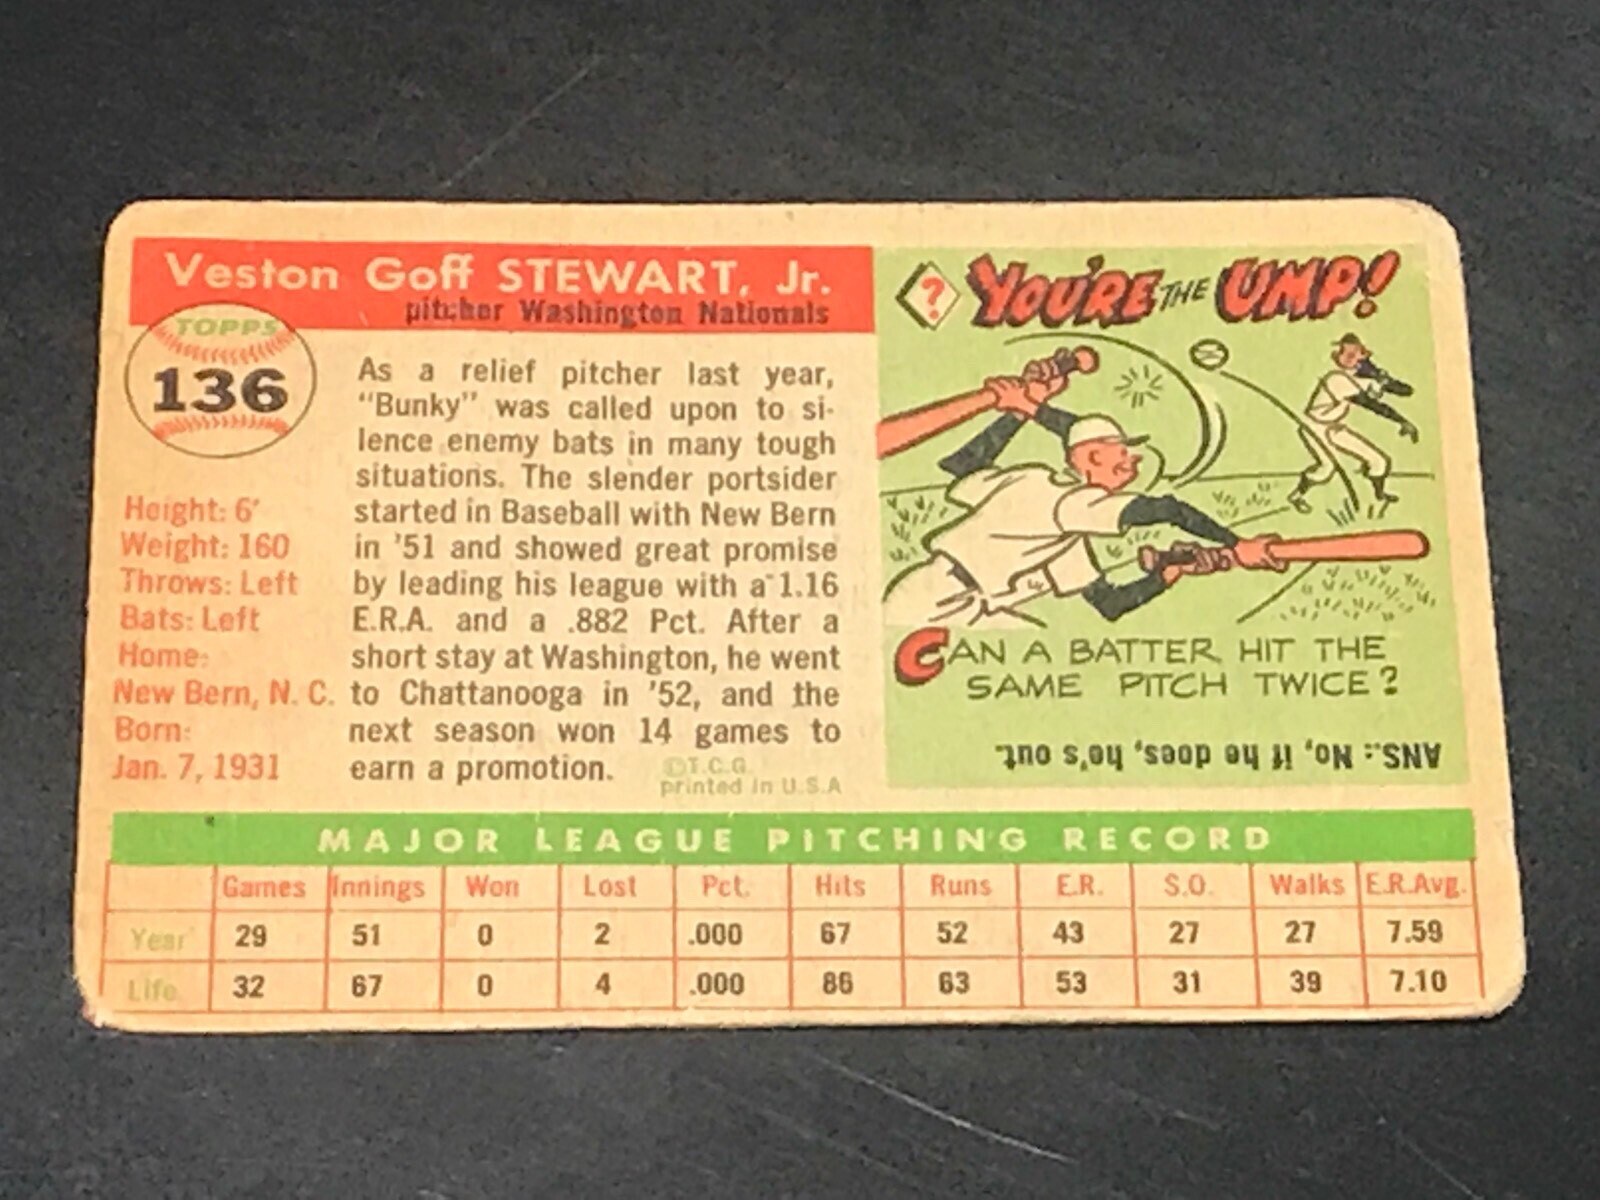 Veston Goff STEWART, Jr.
pitcher Washington Nationals
TOPPS
136
Height: 6'
Weight: 160
Throws: Left
Bats: Left
Home:
New Bern, N. C.
Born:
Jan. 7, 1931
As a relief pitcher last year,
"Bunky" was called upon to si-
lence enemy bats in many tough
situations. The slender portsider
started in Baseball with New Bern
in '51 and showed great promise
by leading his league with a 1.16
E.R.A. and a .882 Pct. After a
short stay at Washington, he went
to Chattanooga in '52, and the
next season won 14 games to
earn a promotion.
©T.C.G.
printed in U.S.A
? YOU'RE THE UMP!
CAN A BATTER HIT THE
SAME PITCH TWICE?
ANS.: No, if he does, he's out.
MAJOR LEAGUE PITCHING RECORD
Games Innings Won Lost Pct. Hits Runs E.R. S.O. Walks E.R.Avg.
Year 29 51 0 2 .000 67 52 43 27 27 7.59
Life 32 67 0 4 .000 86 63 53 31 39 7.10